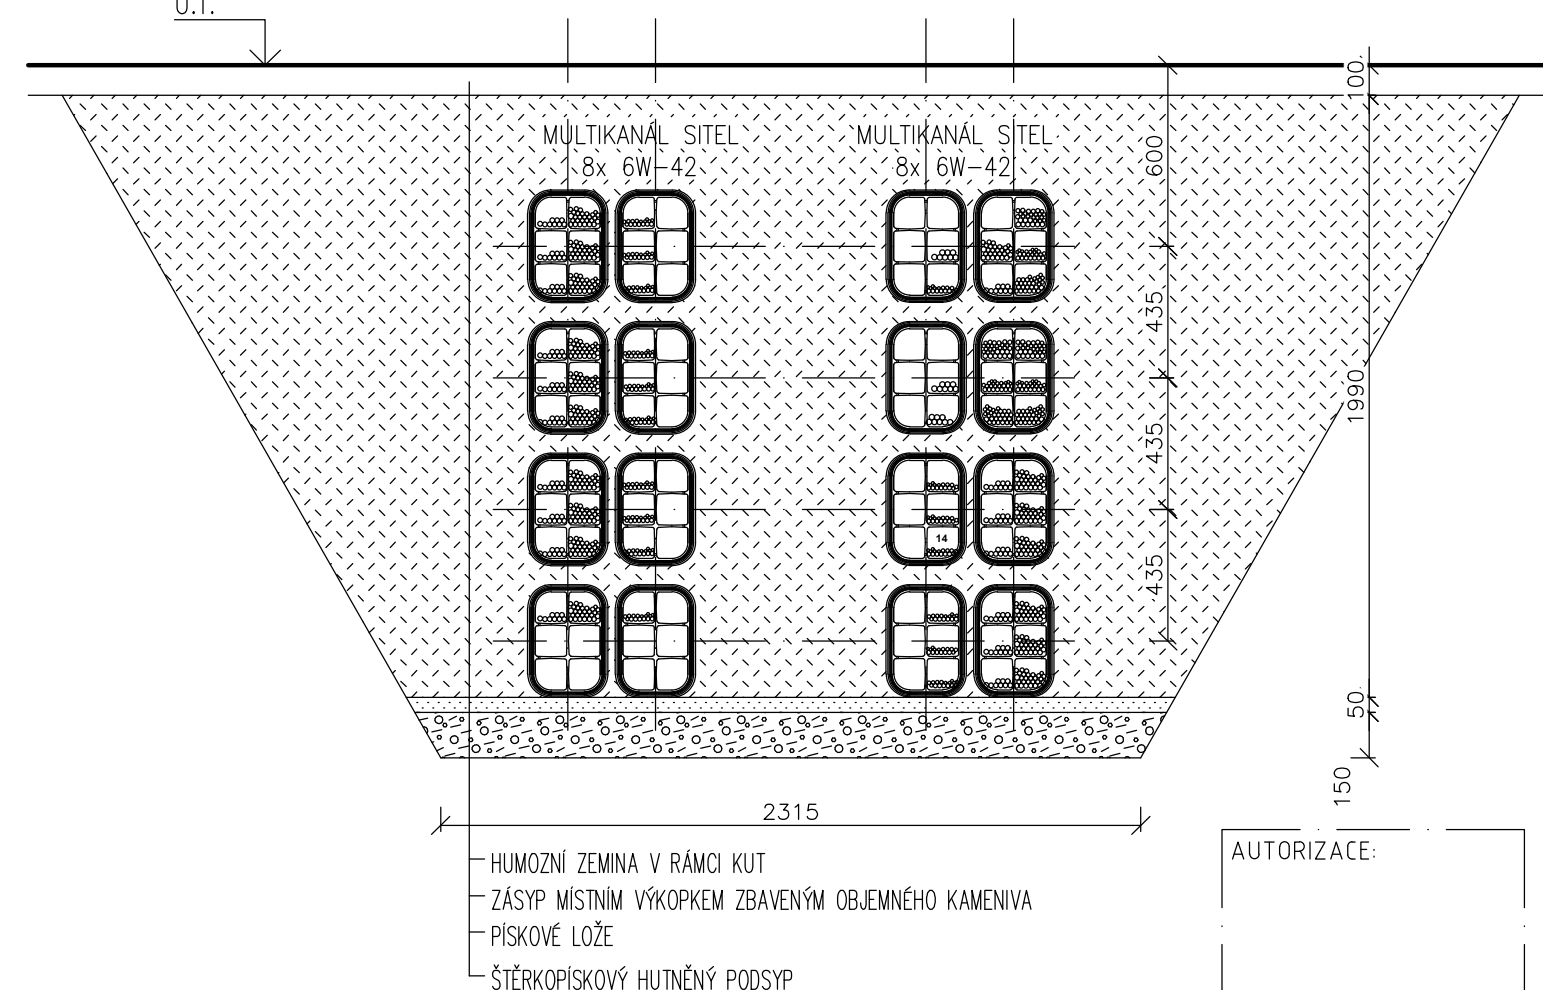 U.T.
100
MULTIKANÁL SITEL
8x 6W-42
MULTIKANÁL SITEL
8x 6W-42
600
435
1990
435
14
435
50
150
2315
HUMOZNÍ ZEMINA V RÁMCI KUT
ZÁSYP MÍSTNÍM VÝKOPKEM ZBAVENÝM OBJEMNÉHO KAMENIVA
PÍSKOVÉ LOŽE
ŠTĚRKOPÍSKOVÝ HUTNĚNÝ PODSYP
AUTORIZACE: